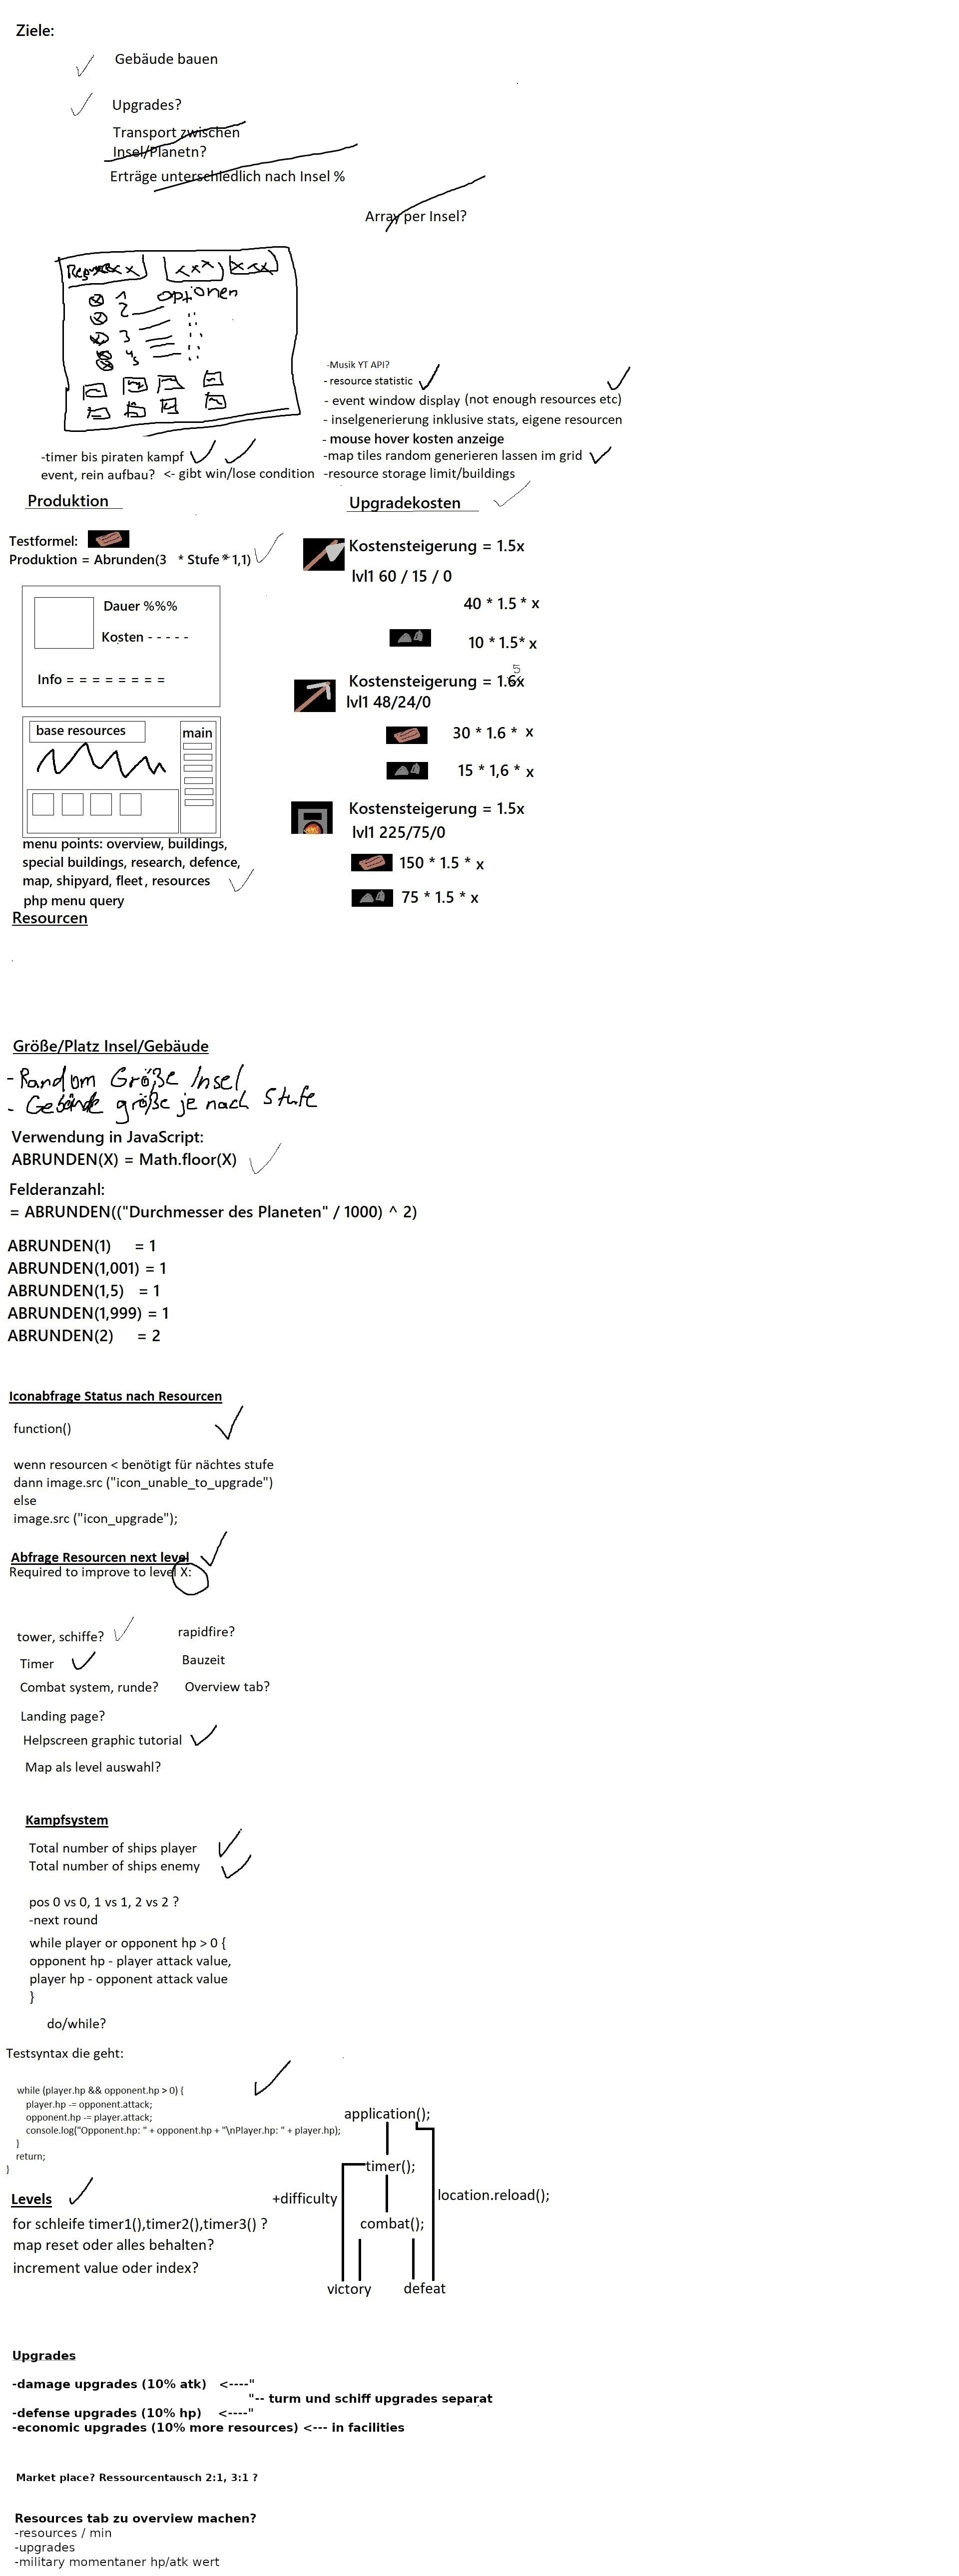 Ziele:
Gebäude bauen
Upgrades?
Transport zwischen
Insel/Planetn?
Erträge unterschiedlich nach Insel %
Array per Insel?
xxx xxx
1 Optionen
2
3
4
5
-Musik YT API?
- resource statistic
- event window display (not enough resources etc)
- inselgenerierung inklusive stats, eigene resourcen
- mouse hover kosten anzeige
-timer bis piraten kampf
-map tiles random generieren lassen im grid
event, rein aufbau? <- gibt win/lose condition
-resource storage limit/buildings
Produktion
Upgradekosten
Testformel:
Produktion = Abrunden(3 * Stufe * 1,1)
Kostensteigerung = 1.5x
lvl1 60 / 15 / 0
40 * 1.5 * x
10 * 1.5* x
Dauer %%%
Kosten - - - - -
Info = = = = = = = =
5
Kostensteigerung = 1.6x
lvl1 48/24/0
30 * 1.6 * x
15 * 1,6 * x
base resources
main
Kostensteigerung = 1.5x
lvl1 225/75/0
150 * 1.5 * x
75 * 1.5 * x
menu points: overview, buildings,
special buildings, research, defence,
map, shipyard, fleet, resources
php menu query
Resourcen
Größe/Platz Insel/Gebäude
- Random Größe Insel
- Gebäude größe je nach Stufe
Verwendung in JavaScript:
ABRUNDEN(X) = Math.floor(X)
Felderanzahl:
= ABRUNDEN(("Durchmesser des Planeten" / 1000) ^ 2)
ABRUNDEN(1) = 1
ABRUNDEN(1,001) = 1
ABRUNDEN(1,5) = 1
ABRUNDEN(1,999) = 1
ABRUNDEN(2) = 2
Iconabfrage Status nach Resourcen
function()
wenn resourcen < benötigt für nächtes stufe
dann image.src ("icon_unable_to_upgrade")
else
image.src ("icon_upgrade");
Abfrage Resourcen next level
Required to improve to level X:
tower, schiffe? rapidfire?
Timer Bauzeit
Combat system, runde? Overview tab?
Landing page?
Helpscreen graphic tutorial
Map als level auswahl?
Kampfsystem
Total number of ships player
Total number of ships enemy
pos 0 vs 0, 1 vs 1, 2 vs 2 ?
-next round
while player or opponent hp > 0 {
opponent hp - player attack value,
player hp - opponent attack value
}
do/while?
Testsyntax die geht:
while (player.hp && opponent.hp > 0) {
player.hp -= opponent.attack;
opponent.hp -= player.attack;
console.log("Opponent.hp: " + opponent.hp + "\nPlayer.hp: " + player.hp);
}
return;
}
application();
timer();
+difficulty
location.reload();
combat();
victory defeat
Levels
for schleife timer1(),timer2(),timer3() ?
map reset oder alles behalten?
increment value oder index?
Upgrades
-damage upgrades (10% atk) <----"
"-- turm und schiff upgrades separat
-defense upgrades (10% hp) <----"
-economic upgrades (10% more resources) <--- in facilities
Market place? Ressourcentausch 2:1, 3:1 ?
Resources tab zu overview machen?
-resources / min
-upgrades
-military momentaner hp/atk wert